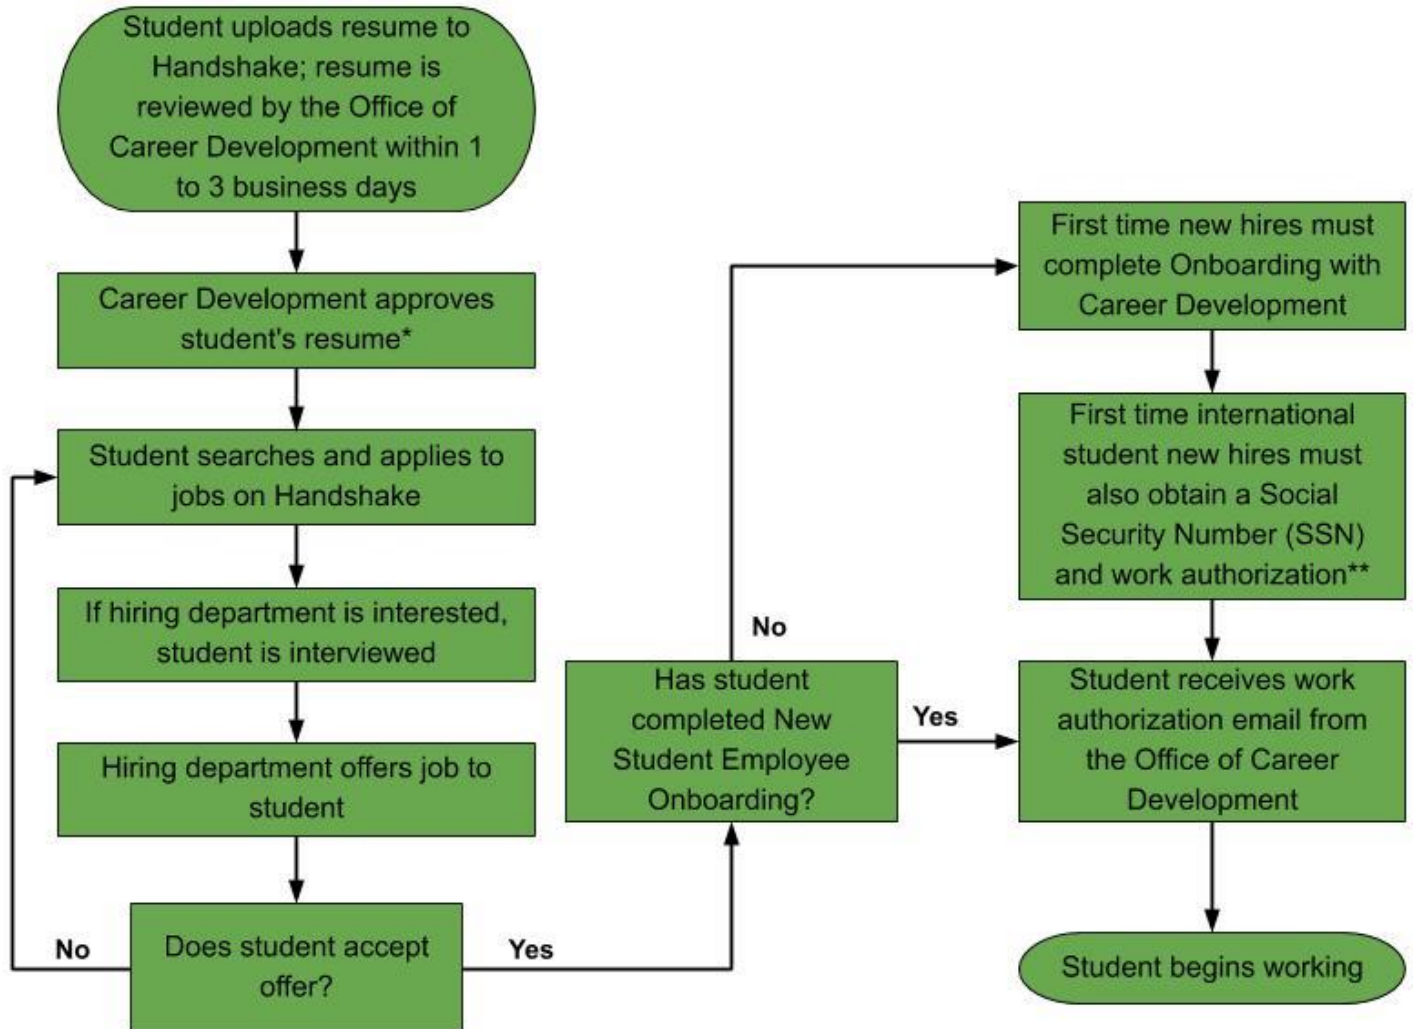 Student uploads resume to
Handshake; resume is
reviewed by the Office of
Career Development within 1
to 3 business days
Career Development approves
student's resume*
Student searches and applies to
jobs on Handshake
If hiring department is interested,
student is interviewed
Hiring department offers job to
student
Does student accept
offer?
No
Yes
Has student
completed New
Student Employee
Onboarding?
No
Yes
First time new hires must
complete Onboarding with
Career Development
First time international
student new hires must
also obtain a Social
Security Number (SSN)
and work authorization**
Student receives work
authorization email from
the Office of Career
Development
Student begins working